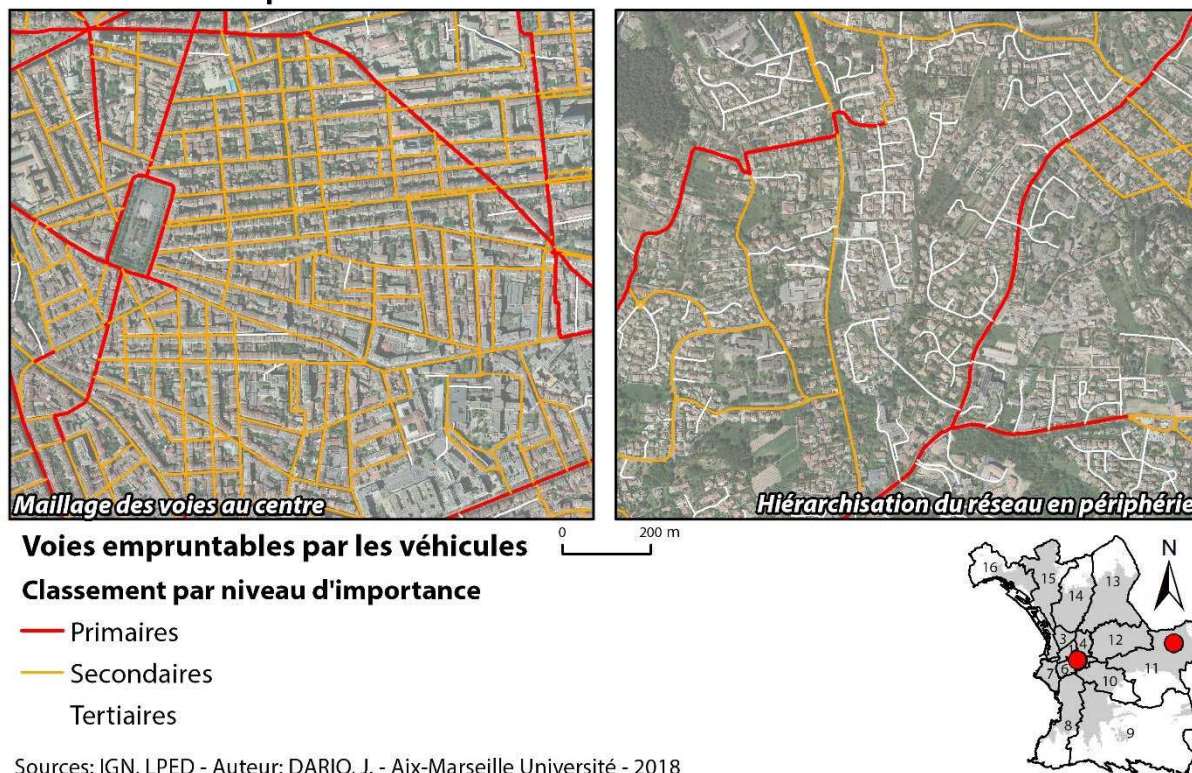 Maillage des voies au centre
Hiérarchisation du réseau en périphérie
Voies empruntables par les véhicules
0 200 m
Classement par niveau d'importance
Primaires
Secondaires
Tertiaires
N
16
15
14
13
3
4
12
1
7
6
11
10
8
9
Sources: IGN, LPED - Auteur: DARIO, J. - Aix-Marseille Université - 2018